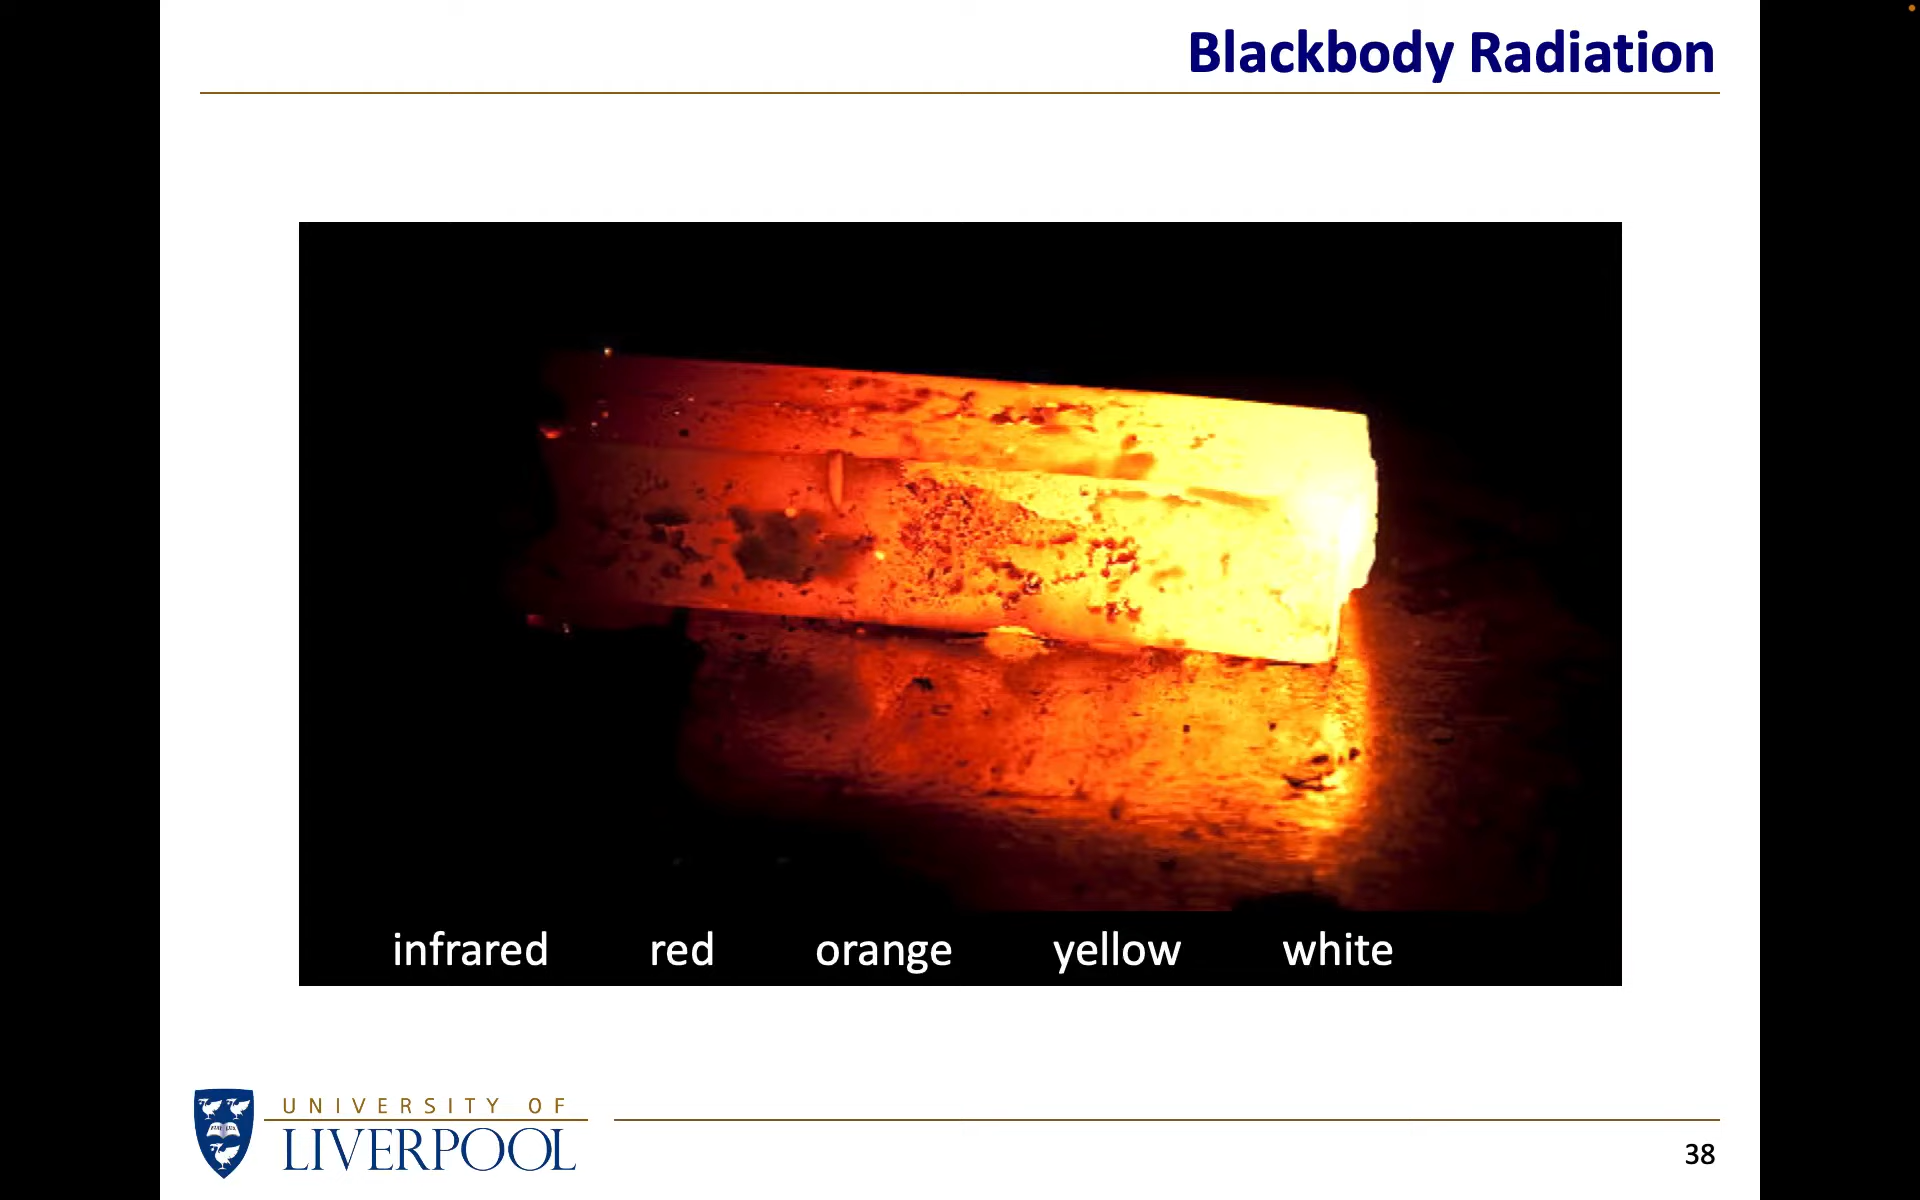 Blackbody Radiation
infrared red orange yellow white
UNIVERSITY OF
LIVERPOOL
38